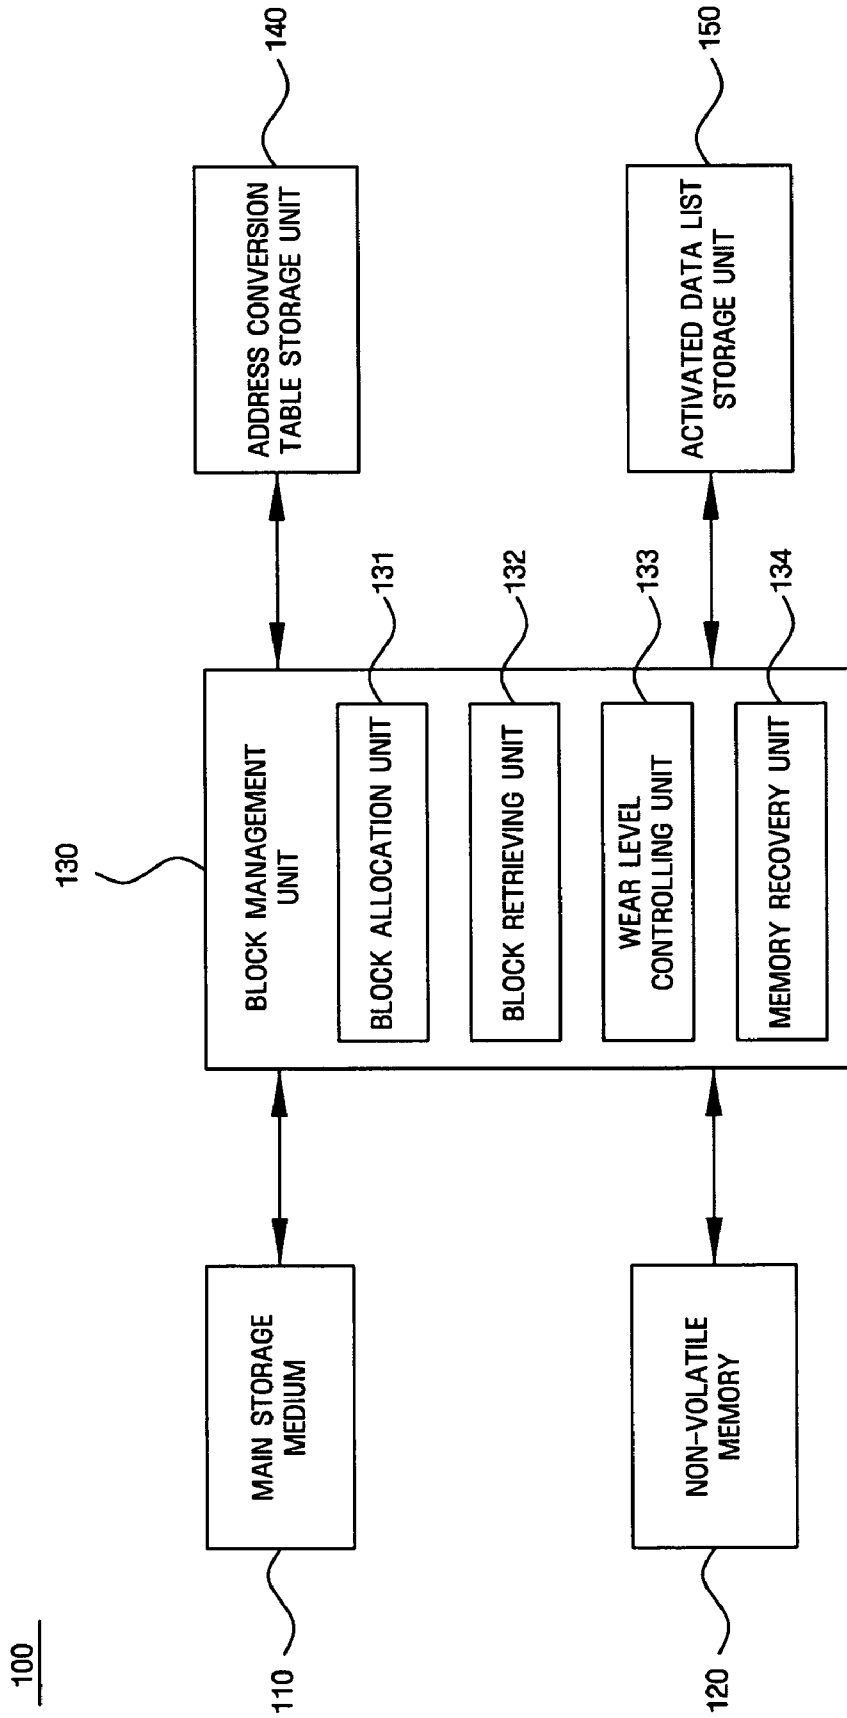 100
130
110
MAIN STORAGE
MEDIUM
BLOCK MANAGEMENT
UNIT
ADDRESS CONVERSION
TABLE STORAGE UNIT
140
BLOCK ALLOCATION UNIT
131
BLOCK RETRIEVING UNIT
132
WEAR LEVEL
CONTROLLING UNIT
133
MEMORY RECOVERY UNIT
134
120
NON-VOLATILE
MEMORY
ACTIVATED DATA LIST
STORAGE UNIT
150